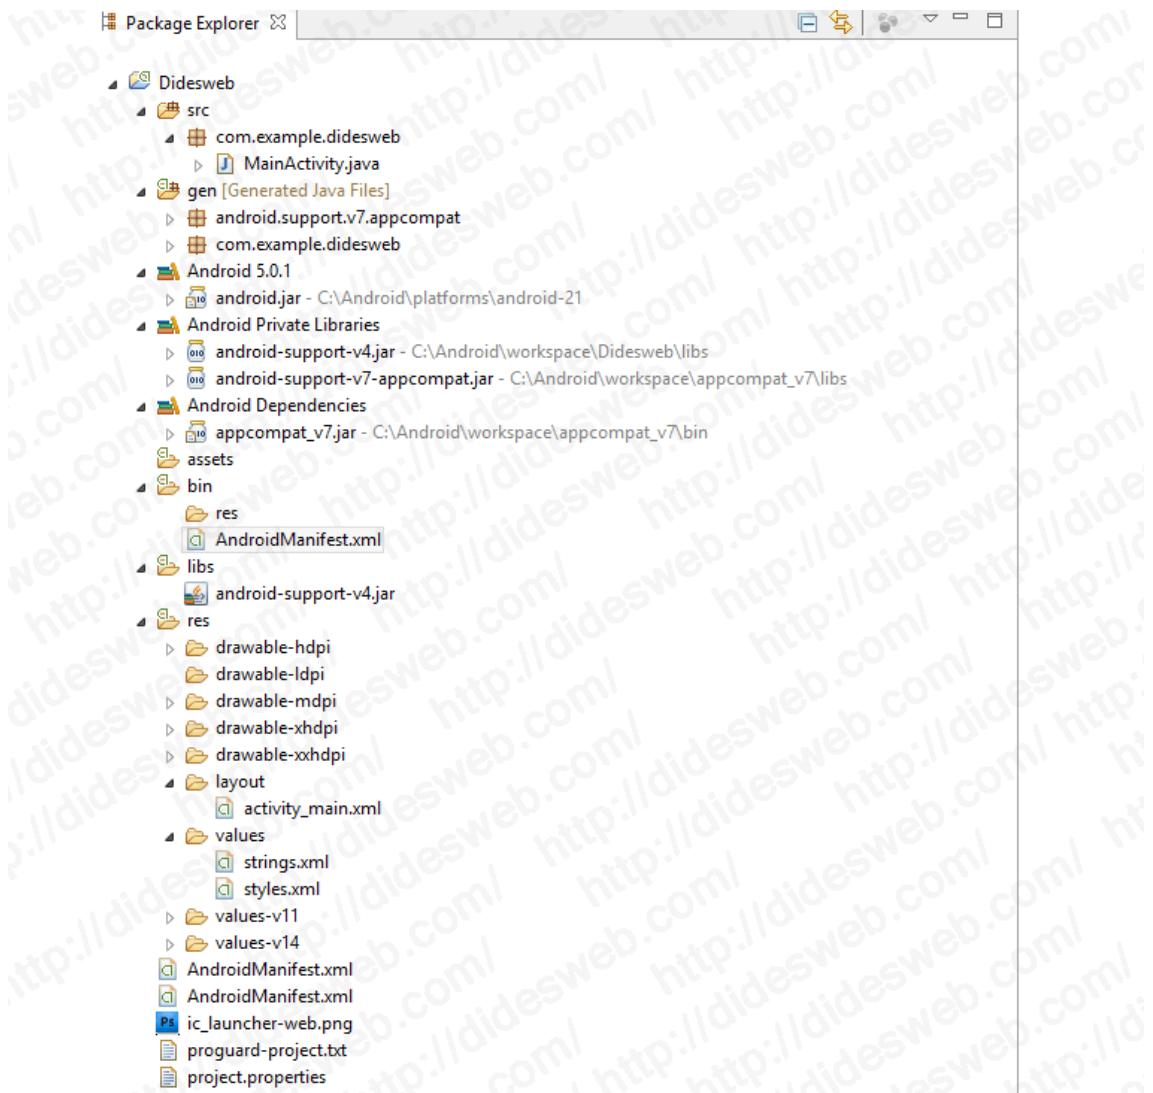 Package Explorer
Didesweb
src
com.example.didesweb
MainActivity.java
gen [Generated Java Files]
android.support.v7.appcompat
com.example.didesweb
Android 5.0.1
android.jar - C:\Android\platforms\android-21
Android Private Libraries
android-support-v4.jar - C:\Android\workspace\Didesweb\libs
android-support-v7-appcompat.jar - C:\Android\workspace\appcompat_v7\libs
Android Dependencies
appcompat_v7.jar - C:\Android\workspace\appcompat_v7\bin
assets
bin
res
AndroidManifest.xml
libs
android-support-v4.jar
res
drawable-hdpi
drawable-ldpi
drawable-mdpi
drawable-xhdpi
drawable-xxhdpi
layout
activity_main.xml
values
strings.xml
styles.xml
values-v11
values-v14
AndroidManifest.xml
AndroidManifest.xml
ic_launcher-web.png
proguard-project.txt
project.properties
http://didesweb.com/